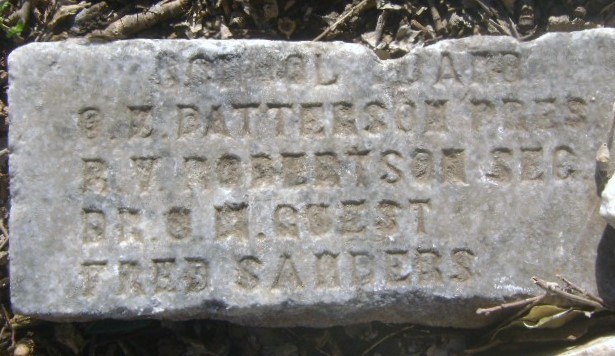 SCHOOL BOARD
C. E. PATTERSON PRES
R. V. ROBERTSON SEC.
DR. C. M. GUEST
FRED SANDERS